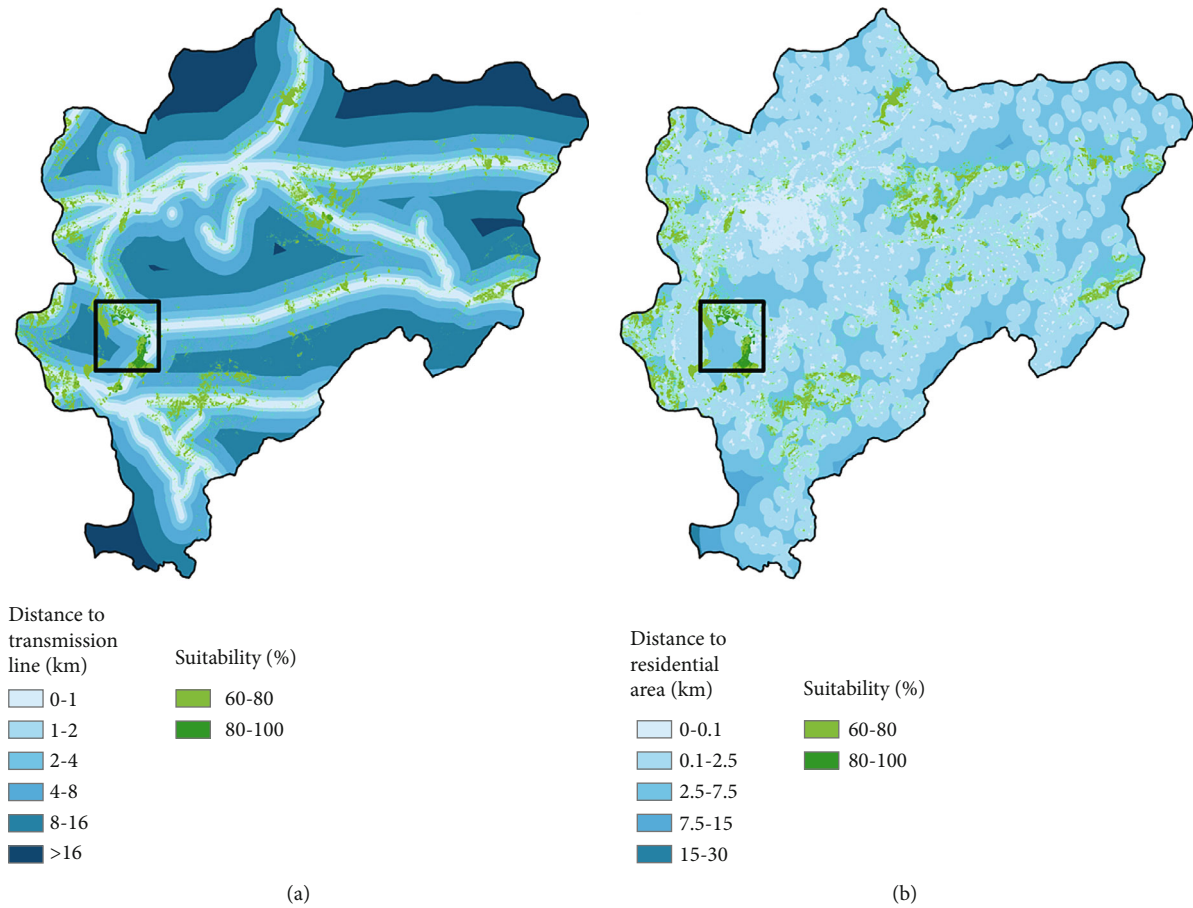 Distance to
transmission
line (km)
0-1
1-2
2-4
4-8
8-16
>16
Suitability (%)
60-80
80-100
(a)
Distance to
residential
area (km)
0-0.1
0.1-2.5
2.5-7.5
7.5-15
15-30
Suitability (%)
60-80
80-100
(b)